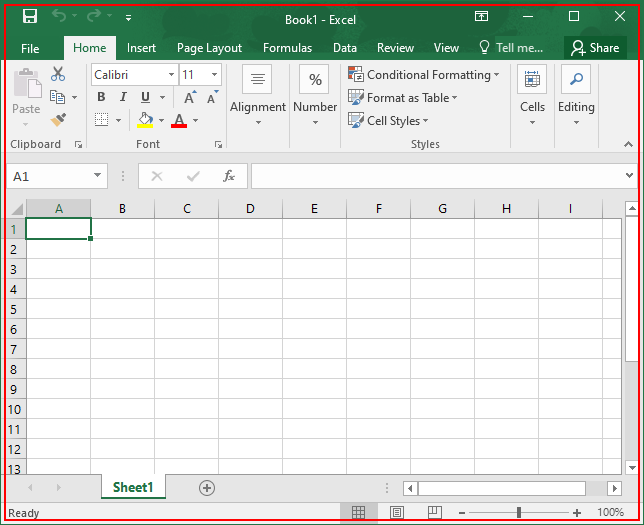 Book1 - Excel
File Home Insert Page Layout Formulas Data Review View Tell me... Share
Calibri 11
Conditional Formatting
Paste
B I U A A
Alignment Number
%
Format as Table
Cells Editing
A
Cell Styles
Clipboard Font Styles
A1 fx
A B C D E F G H I
1
2
3
4
5
6
7
8
9
10
11
12
13
Sheet1
Ready 100%